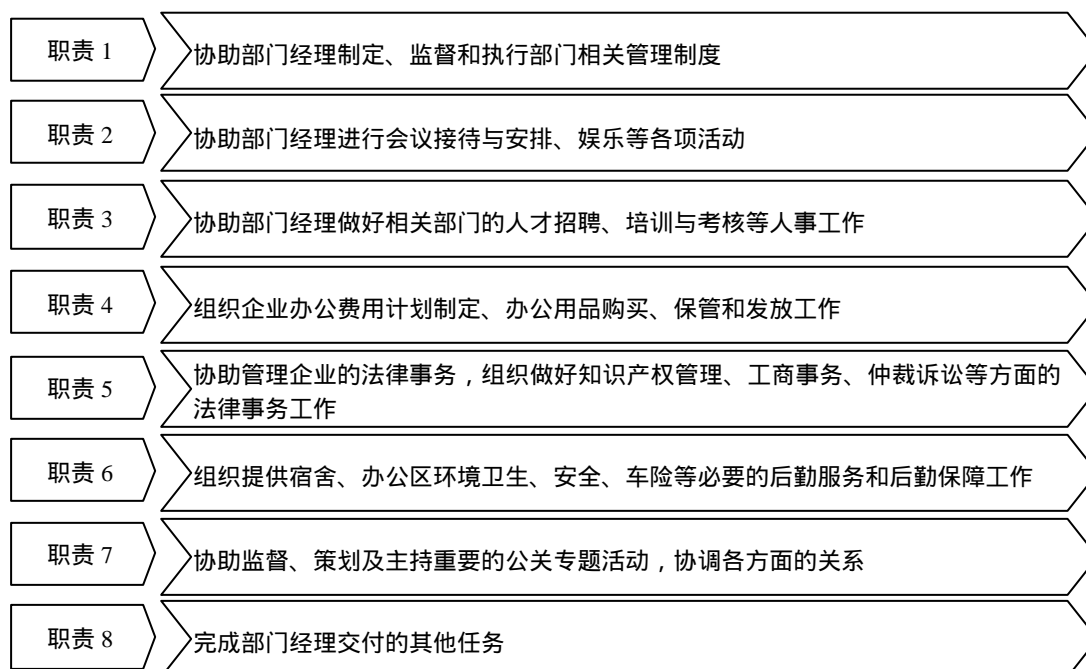 职责 1
协助部门经理制定、监督和执行部门相关管理制度
职责 2
协助部门经理进行会议接待与安排、娱乐等各项活动
职责 3
协助部门经理做好相关部门的人才招聘、培训与考核等人事工作
职责 4
组织企业办公费用计划制定、办公用品购买、保管和发放工作
职责 5
协助管理企业的法律事务，组织做好知识产权管理、工商事务、仲裁诉讼等方面的
法律事务工作
职责 6
组织提供宿舍、办公区环境卫生、安全、车险等必要的后勤服务和后勤保障工作
职责 7
协助监督、策划及主持重要的公关专题活动，协调各方面的关系
职责 8
完成部门经理交付的其他任务